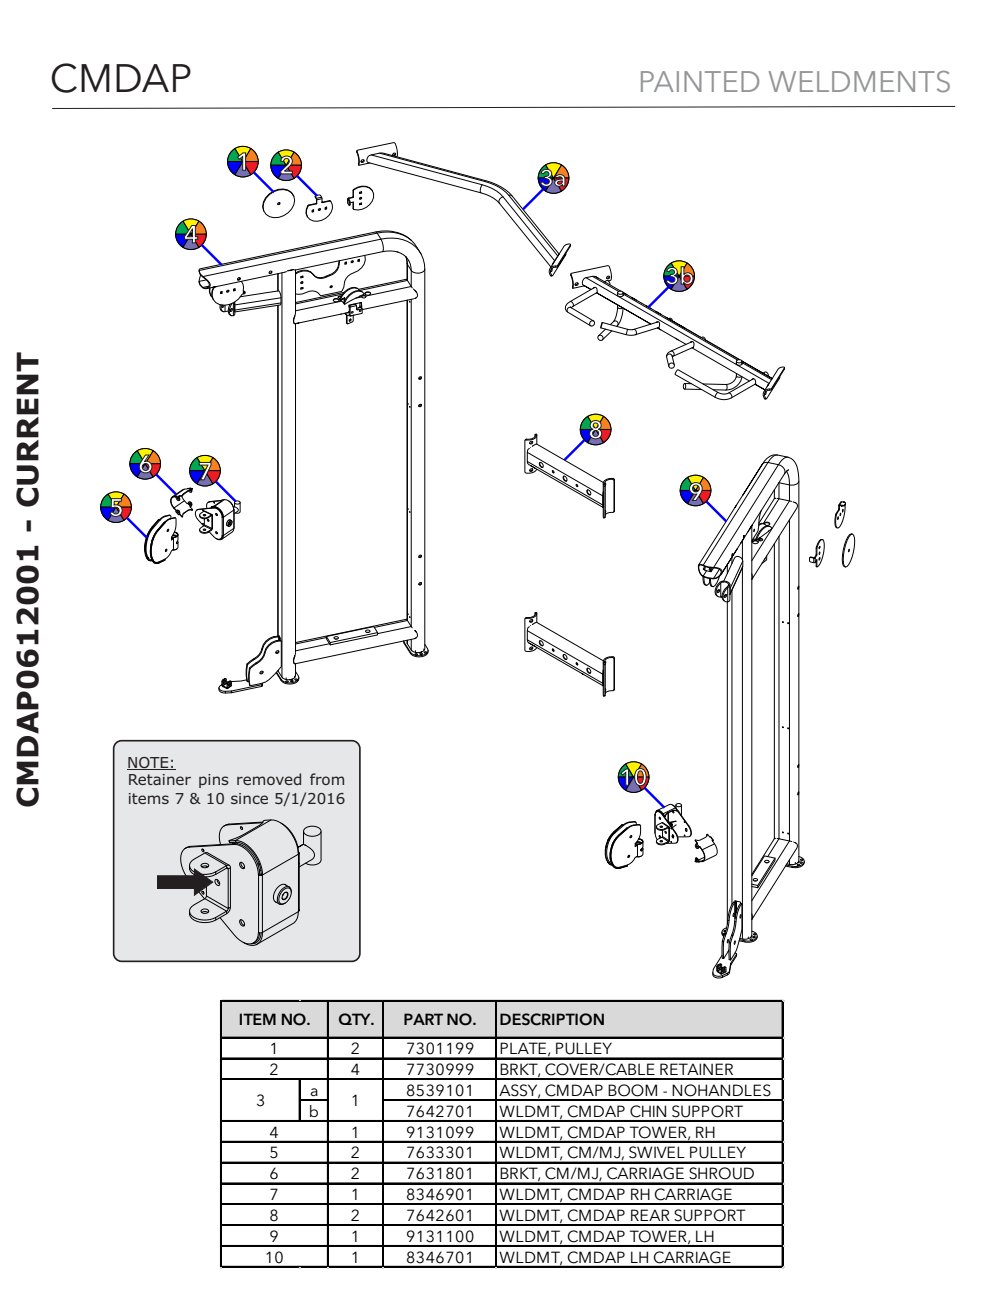 CMDAP
PAINTED WELDMENTS
1
2
3a
4
3b
8
6
7
9
5
CMDAP0612001 - CURRENT
NOTE:
Retainer pins removed from
items 7 & 10 since 5/1/2016
10
ITEM NO. QTY. PART NO. DESCRIPTION
1 2 7301199 PLATE, PULLEY
2 4 7730999 BRKT, COVER/CABLE RETAINER
3 a 1 8539101 ASSY, CMDAP BOOM - NOHANDLES
b 7642701 WLDMT, CMDAP CHIN SUPPORT
4 1 9131099 WLDMT, CMDAP TOWER, RH
5 2 7633301 WLDMT, CM/MJ, SWIVEL PULLEY
6 2 7631801 BRKT, CM/MJ, CARRIAGE SHROUD
7 1 8346901 WLDMT, CMDAP RH CARRIAGE
8 2 7642601 WLDMT, CMDAP REAR SUPPORT
9 1 9131100 WLDMT, CMDAP TOWER, LH
10 1 8346701 WLDMT, CMDAP LH CARRIAGE